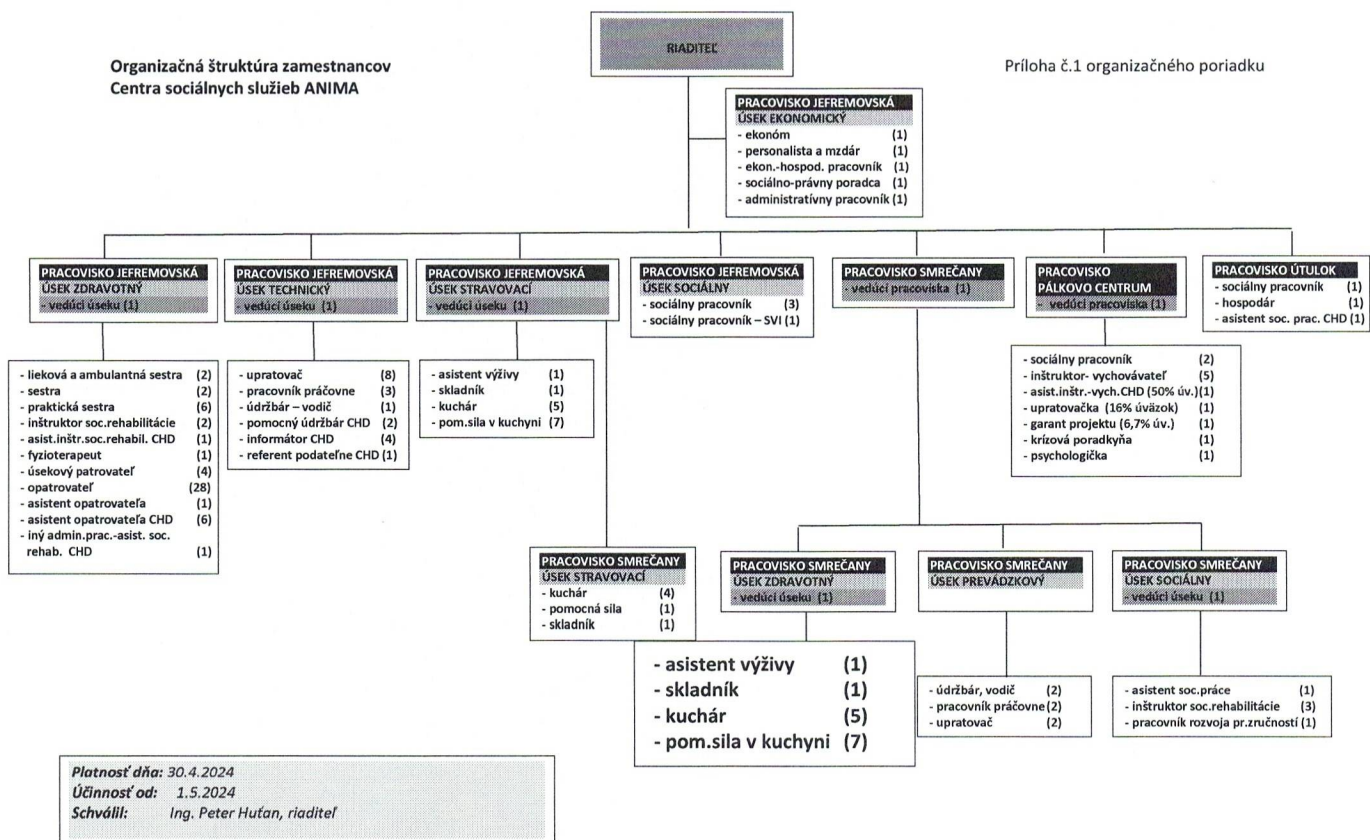 RIADITEĽ
Organizačná štruktúra zamestnancov
Centra sociálnych služieb ANIMA
Príloha č.1 organizačného poriadku
PRACOVISKO JEFREMOVSKÁ
ÚSEK EKONOMICKÝ
- ekonóm (1)
- personalista a mzdár (1)
- ekon.-hospod. pracovník (1)
- sociálno-právny poradca (1)
- administratívny pracovník (1)
PRACOVISKO JEFREMOVSKÁ
ÚSEK ZDRAVOTNÝ
- vedúci úseku (1)
- lieková a ambulantná sestra (2)
- sestra (2)
- praktická sestra (6)
- inštruktor soc.rehabilitácie (2)
- asist.inštr.soc.rehabil. CHD (1)
- fyzioterapeut (1)
- úsekový patrovateľ (4)
- opatrovateľ (28)
- asistent opatrovateľa (1)
- asistent opatrovateľa CHD (6)
- iný admin.prac.-asist. soc.
rehab. CHD (1)
PRACOVISKO JEFREMOVSKÁ
ÚSEK TECHNICKÝ
- vedúci úseku (1)
- upratovač (8)
- pracovník práčovne (3)
- údržbár – vodič (1)
- pomocný údržbár CHD (2)
- informátor CHD (4)
- referent podateľne CHD (1)
PRACOVISKO JEFREMOVSKÁ
ÚSEK STRAVOVACÍ
- vedúci úseku (1)
- asistent výživy (1)
- skladník (1)
- kuchár (5)
- pom.sila v kuchyni (7)
PRACOVISKO JEFREMOVSKÁ
ÚSEK SOCIÁLNY
- sociálny pracovník (3)
- sociálny pracovník – SVI (1)
PRACOVISKO SMREČANY
- vedúci pracoviska (1)
PRACOVISKO
PÁLKOVO CENTRUM
- vedúci pracoviska (1)
- sociálny pracovník (2)
- inštruktor- vychovávateľ (5)
- asist.inštr.-vych.CHD (50% úv.) (1)
- upratovačka (16% úväzok) (1)
- garant projektu (6,7% úv.) (1)
- krízová poradkyňa (1)
- psychologička (1)
PRACOVISKO ÚTULOK
- sociálny pracovník (1)
- hospodár (1)
- asistent soc. prac. CHD (1)
PRACOVISKO SMREČANY
ÚSEK STRAVOVACÍ
- kuchár (4)
- pomocná sila (1)
- skladník (1)
PRACOVISKO SMREČANY
ÚSEK ZDRAVOTNÝ
- vedúci úseku (1)
- asistent výživy (1)
- skladník (1)
- kuchár (5)
- pom.sila v kuchyni (7)
PRACOVISKO SMREČANY
ÚSEK PREVÁDZKOVÝ
- údržbár, vodič (2)
- pracovník práčovne (2)
- upratovač (2)
PRACOVISKO SMREČANY
ÚSEK SOCIÁLNY
- vedúci úseku (1)
- asistent soc.práce (1)
- inštruktor soc.rehabilitácie (3)
- pracovník rozvoja pr.zručností (1)
Platnosť dňa: 30.4.2024
Účinnosť od: 1.5.2024
Schválil: Ing. Peter Huťan, riaditeľ